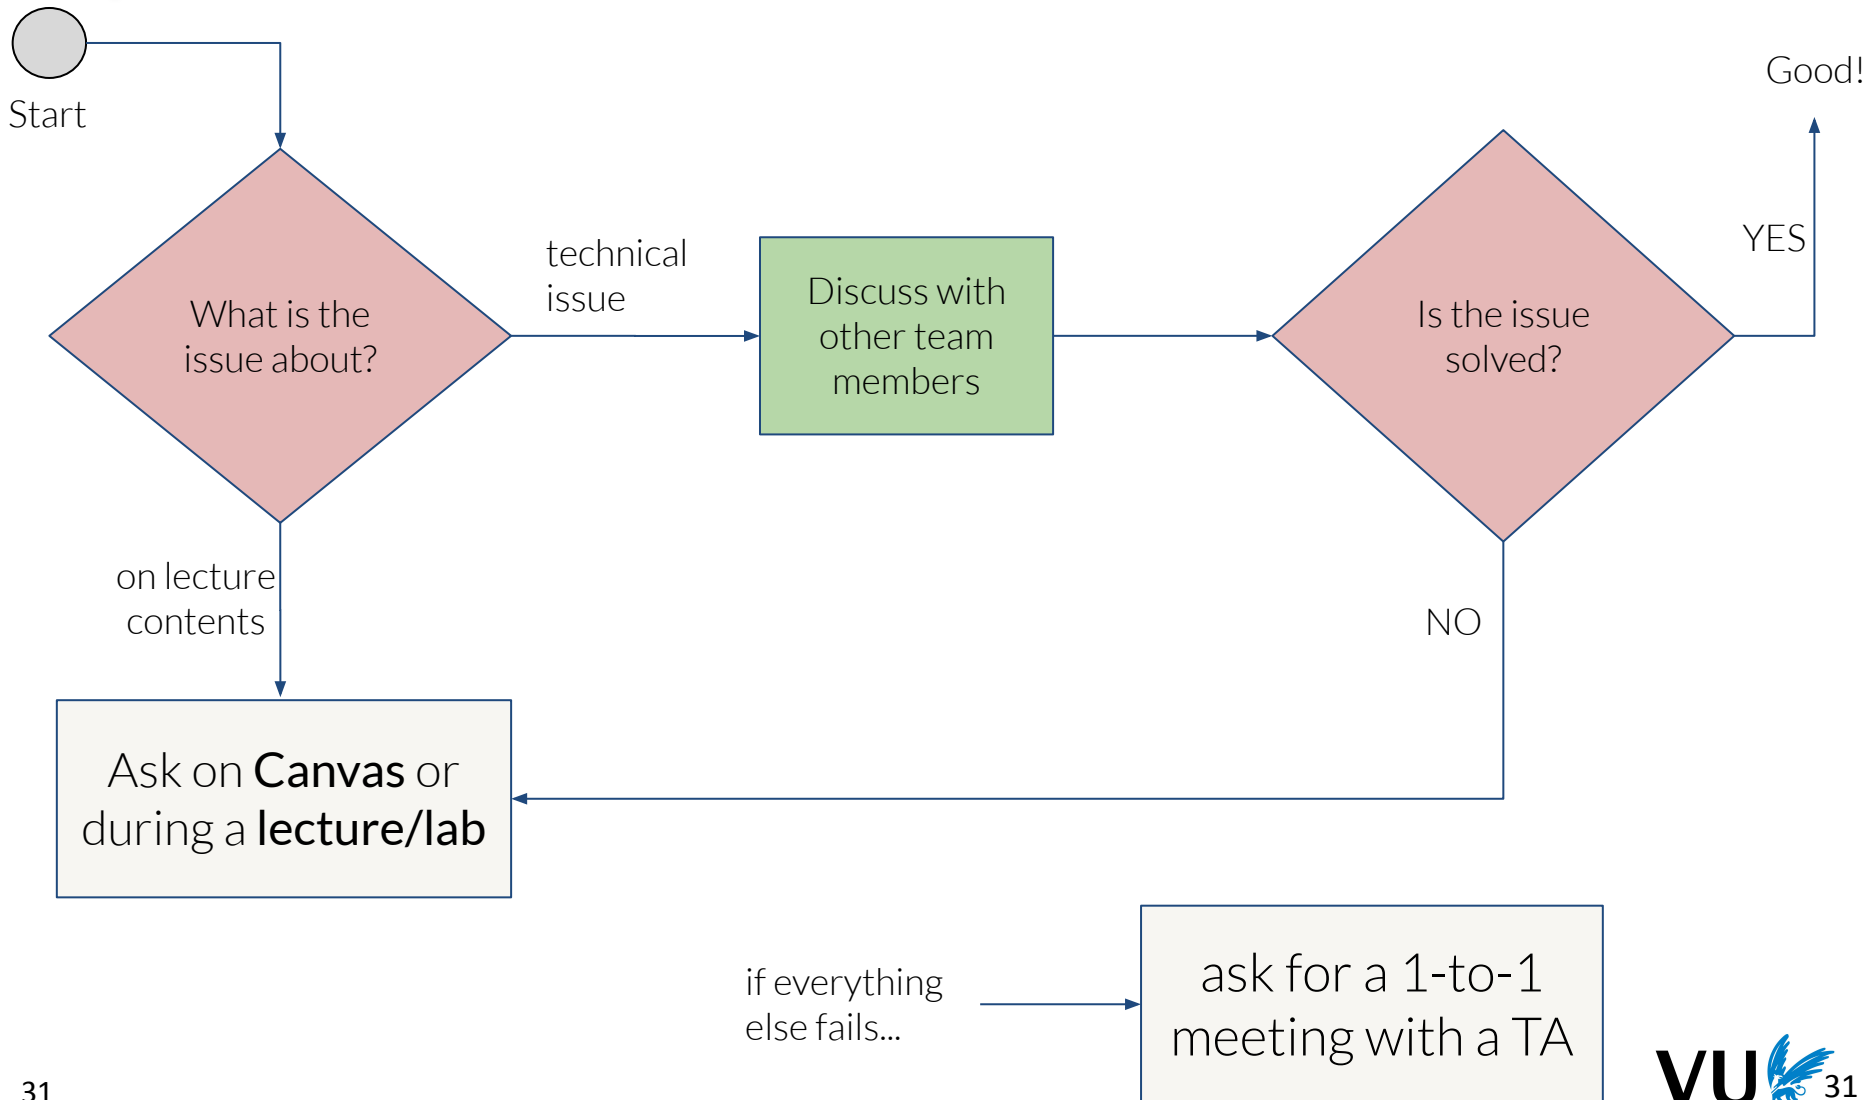 Start
Good!
What is the
issue about?
technical
issue
Discuss with
other team
members
Is the issue
solved?
YES
on lecture
contents
NO
Ask on Canvas or
during a lecture/lab
if everything
else fails...
ask for a 1-to-1
meeting with a TA
31
VU
31